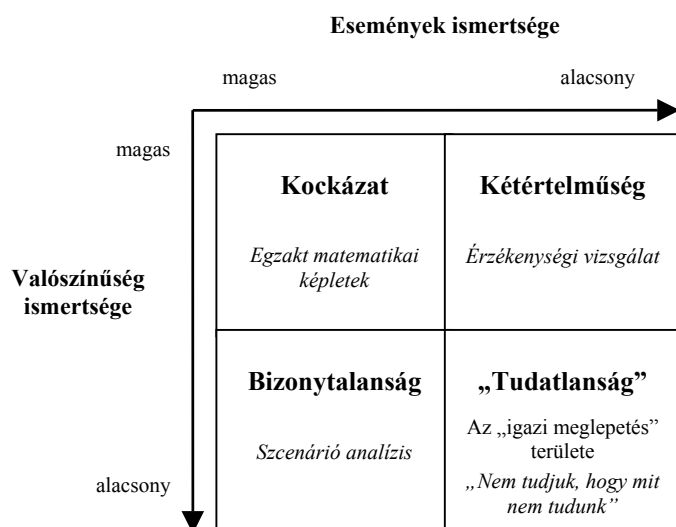 Események ismertsége
magas
alacsony
magas
Valószínűség
ismertsége
alacsony
Kockázat
Egzakt matematikai
képletek
Kétértelműség
Érzékenységi vizsgálat
Bizonytalanság
Szcenárió analízis
„Tudatlanság”
Az „igazi meglepetés”
területe
„Nem tudjuk, hogy mit
nem tudunk”